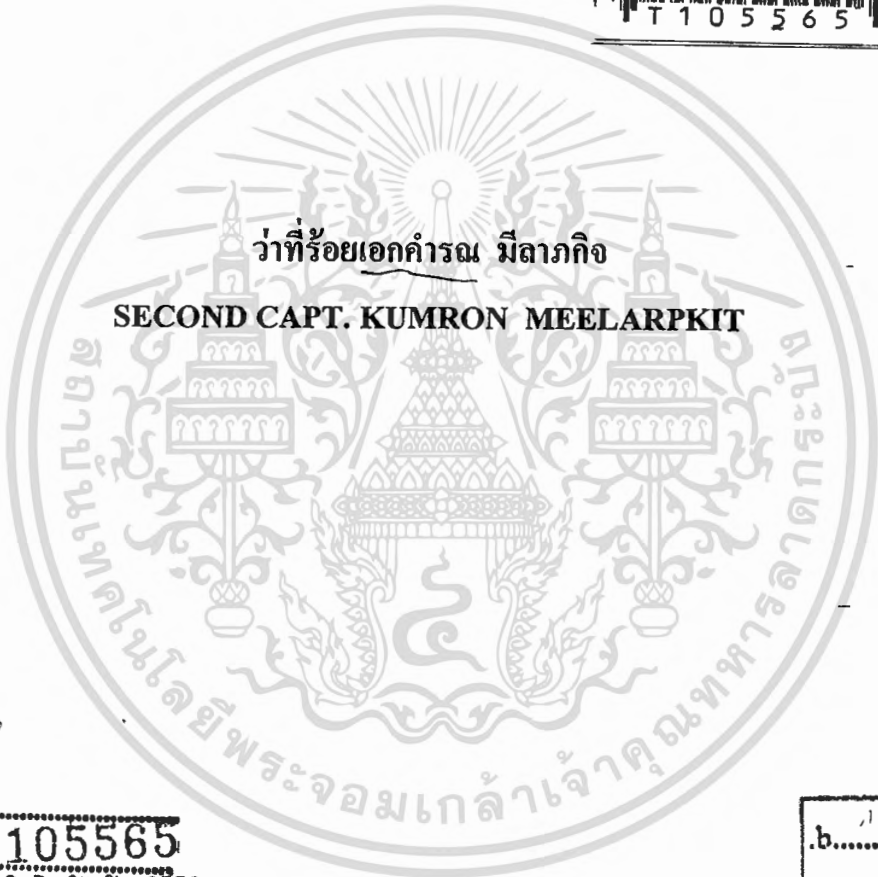 T105565
ว่าที่ร้อยเอกคำรณ มีลาภกิจ
SECOND CAPT. KUMRON MEELARPKIT
สถาบันเทคโนโลยีพระจอมเกล้าเจ้าคุณทหารลาดกระบัง
105565
.b